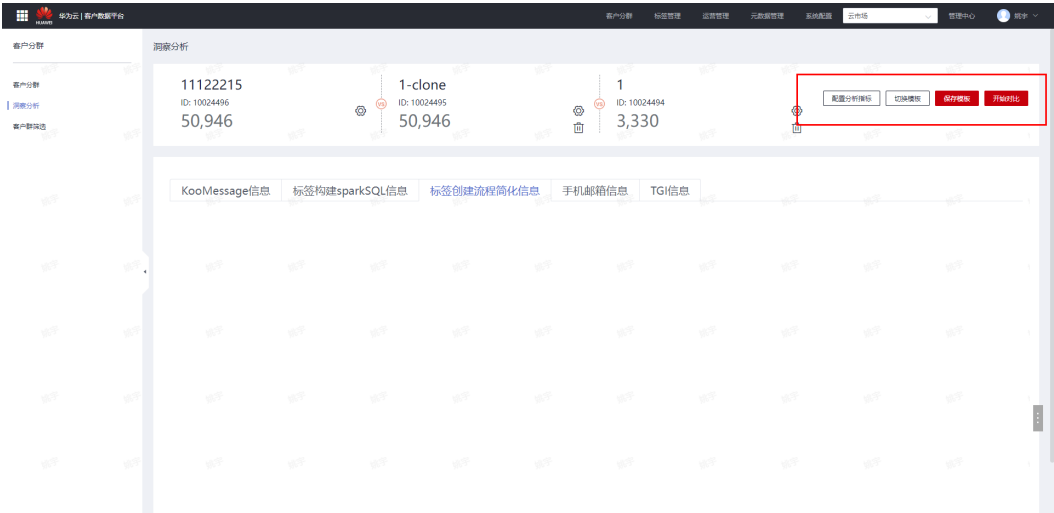 HUAWEI 华为云 | 客户数据平台 客户分群 标签管理 运营管理 元数据管理 系统配置 云市场 管理中心 姚宇
客户分群
客户分群
洞察分析
客户群筛选
洞察分析
11122215
ID: 10024496
50,946
VS
1-clone
ID: 10024495
50,946
VS
1
ID: 10024494
3,330
配置分析指标 切换模板 保存模板 开始对比
KooMessage信息 标签构建sparkSQL信息 标签创建流程简化信息 手机邮箱信息 TGI信息